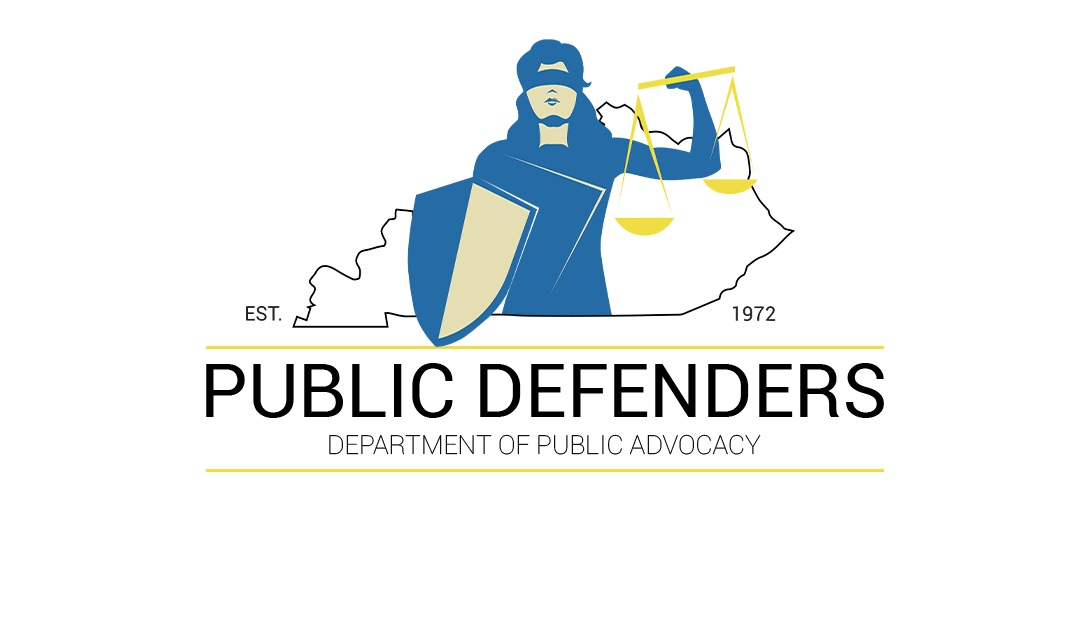 EST. 1972
PUBLIC DEFENDERS
DEPARTMENT OF PUBLIC ADVOCACY